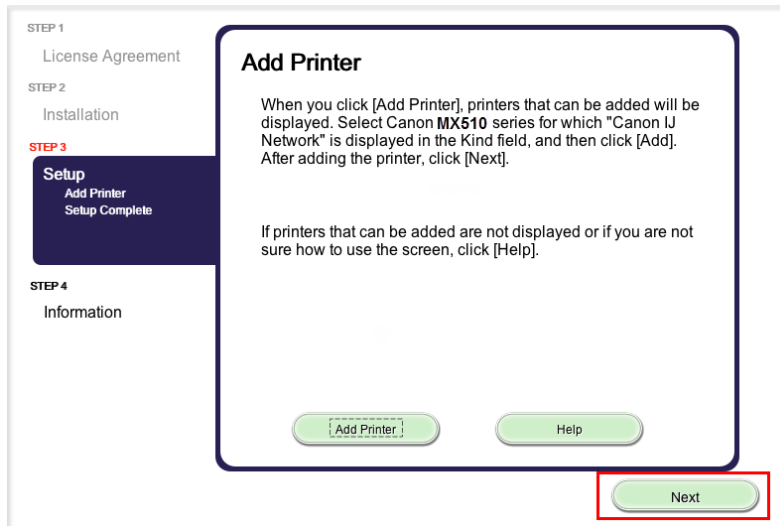 STEP 1
License Agreement
STEP 2
Installation
STEP 3
Setup
Add Printer
Setup Complete
STEP 4
Information
Add Printer
When you click [Add Printer], printers that can be added will be
displayed. Select Canon MX510 series for which "Canon IJ
Network" is displayed in the Kind field, and then click [Add].
After adding the printer, click [Next].
If printers that can be added are not displayed or if you are not
sure how to use the screen, click [Help].
Add Printer
Help
Next